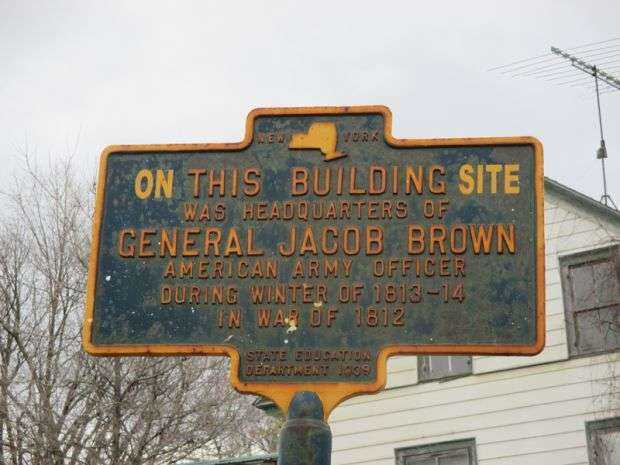 NEW YORK
ON THIS BUILDING SITE
WAS HEADQUARTERS OF
GENERAL JACOB BROWN
AMERICAN ARMY OFFICER
DURING WINTER OF 1813-14
IN WAR OF 1812
STATE EDUCATION
DEPARTMENT 1939